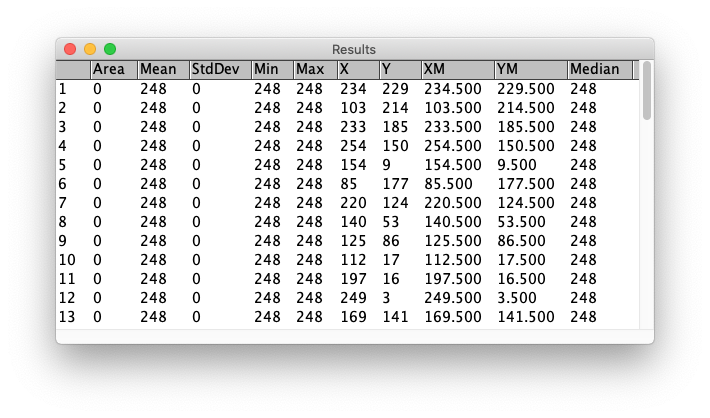 Results
Area Mean StdDev Min Max X Y XM YM Median
1 0 248 0 248 248 234 229 234.500 229.500 248
2 0 248 0 248 248 103 214 103.500 214.500 248
3 0 248 0 248 248 233 185 233.500 185.500 248
4 0 248 0 248 248 254 150 254.500 150.500 248
5 0 248 0 248 248 154 9 154.500 9.500 248
6 0 248 0 248 248 85 177 85.500 177.500 248
7 0 248 0 248 248 220 124 220.500 124.500 248
8 0 248 0 248 248 140 53 140.500 53.500 248
9 0 248 0 248 248 125 86 125.500 86.500 248
10 0 248 0 248 248 112 17 112.500 17.500 248
11 0 248 0 248 248 197 16 197.500 16.500 248
12 0 248 0 248 248 249 3 249.500 3.500 248
13 0 248 0 248 248 169 141 169.500 141.500 248